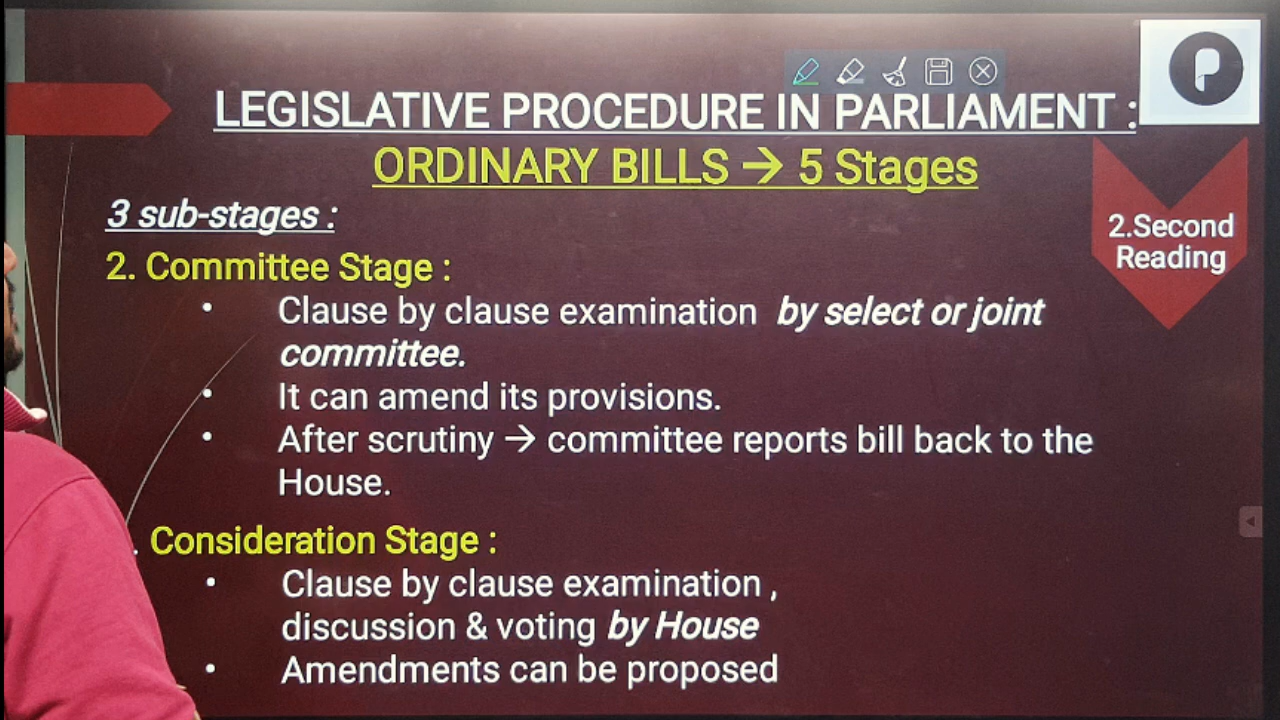 LEGISLATIVE PROCEDURE IN PARLIAMENT :
ORDINARY BILLS → 5 Stages
3 sub-stages :
2.Second
Reading
2. Committee Stage :
• Clause by clause examination by select or joint
committee.
• It can amend its provisions.
• After scrutiny → committee reports bill back to the
House.
. Consideration Stage :
• Clause by clause examination ,
discussion & voting by House
• Amendments can be proposed